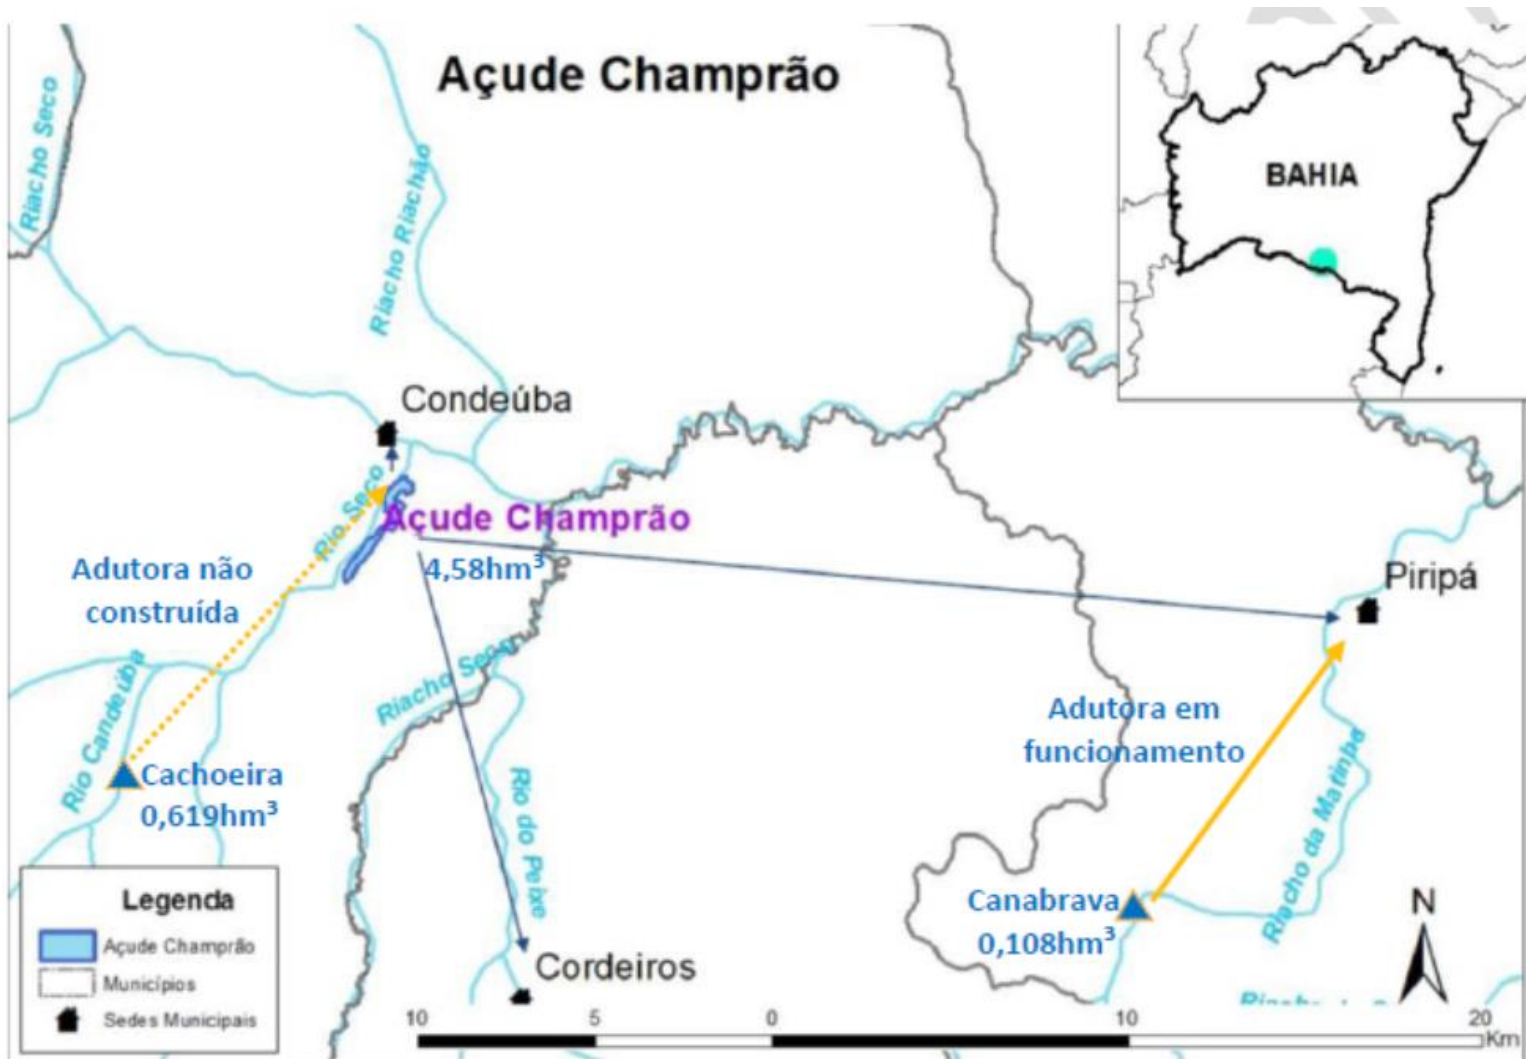 Açude Champrão
BAHIA
Riacho Seco
Riacho Riachão
Condeúba
Rio Seco
Açude Champrão
4,58hm³
Adutora não
construída
Piripá
Riacho Seco
Rio Candeúba
Adutora em
funcionamento
Cachoeira
0,619hm³
Rio do Peixe
Riacho da Matinha
Canabrava
0,108hm³
N
Cordeiros
Legenda
Açude Champrão
Municípios
Sedes Municipais
10 5 0 10 20
Km